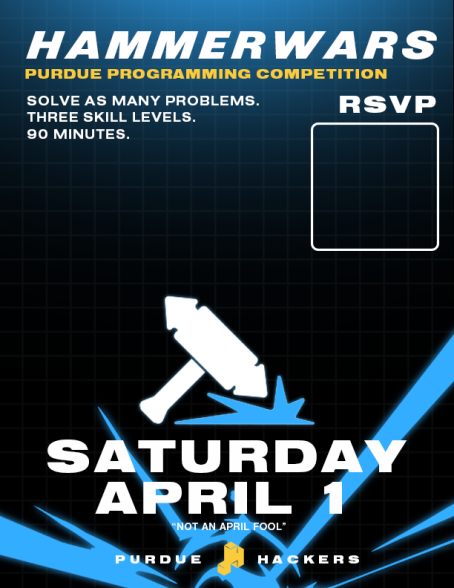 HAMMERWARS
PURDUE PROGRAMMING COMPETITION
SOLVE AS MANY PROBLEMS.
THREE SKILL LEVELS.
90 MINUTES.
RSVP
SATURDAY
APRIL 1
"NOT AN APRIL FOOL"
PURDUE HACKERS